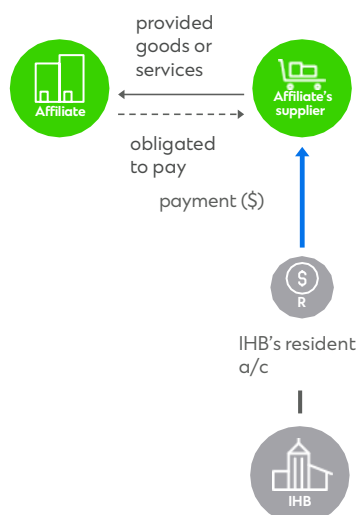 provided
goods or
services
Affiliate
Affiliate's
supplier
obligated
to pay
payment ($)
$
R
IHB's resident
a/c
IHB